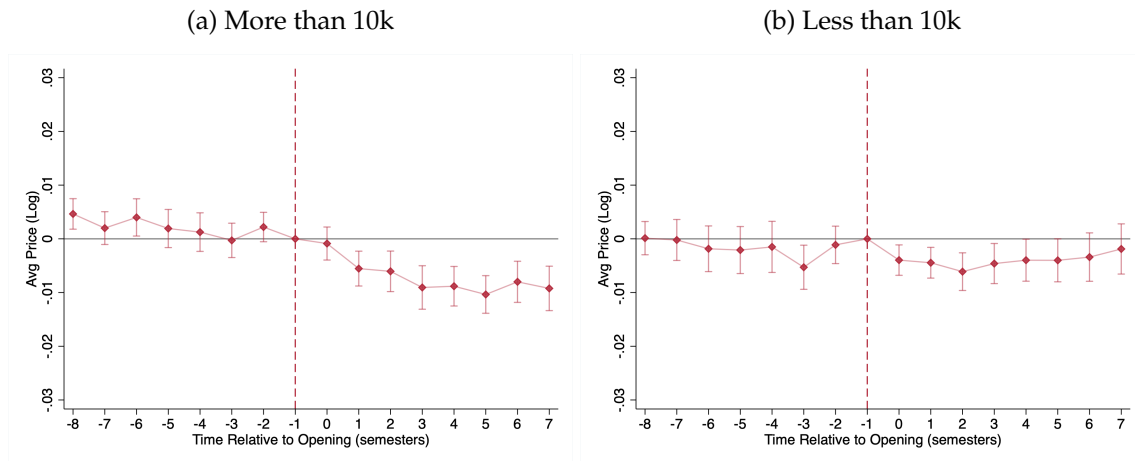 (a) More than 10k
.03
.02
.01
0
-.01
-.02
-.03
Avg Price (Log)
-8 -7 -6 -5 -4 -3 -2 -1 0 1 2 3 4 5 6 7
Time Relative to Opening (semesters)
(b) Less than 10k
.03
.02
.01
0
-.01
-.02
-.03
Avg Price (Log)
-8 -7 -6 -5 -4 -3 -2 -1 0 1 2 3 4 5 6 7
Time Relative to Opening (semesters)